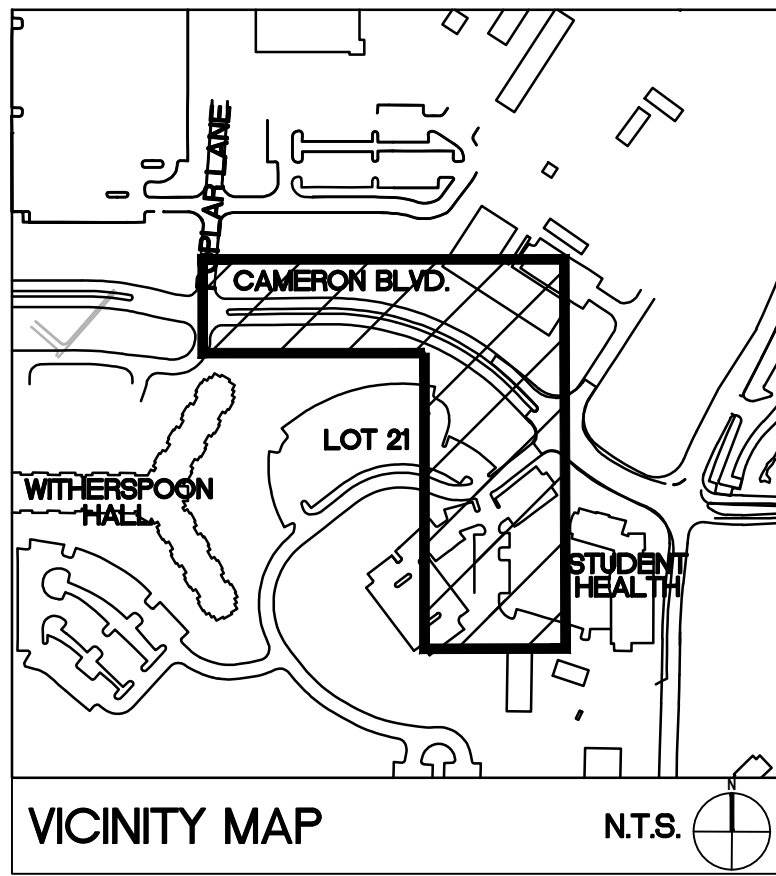 POPLAR LANE
CAMERON BLVD.
LOT 21
WITHERSPOON
HALL
STUDENT
HEALTH
VICINITY MAP
N.T.S.
N